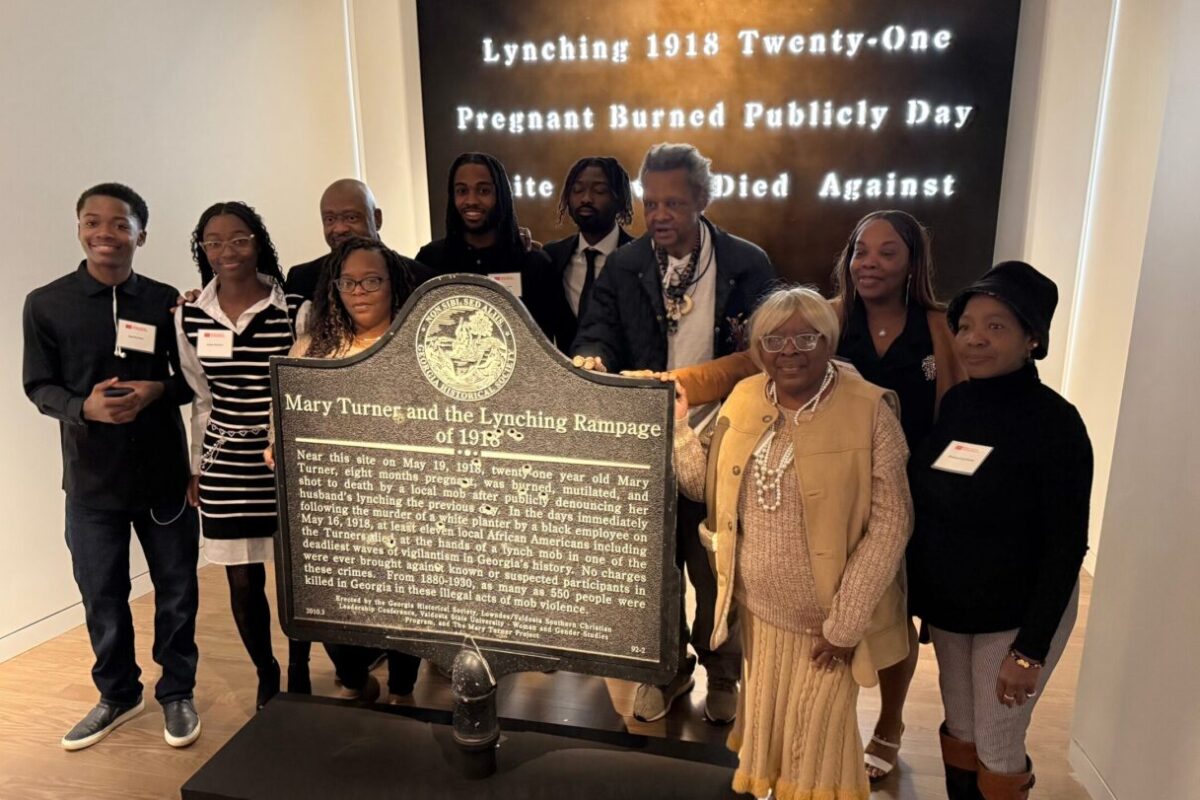 Lynching 1918 Twenty-One
Pregnant Burned Publicly Day
Died Against
NON SIBI, SED ALIIS
GEORGIA HISTORICAL SOCIETY
Mary Turner and the Lynching Rampage
of 1918
Near this site on May 19, 1918, twenty-one year old Mary
Turner, eight months pregnant, was burned, mutilated, and
shot to death by a local mob after publicly denouncing her
husband's lynching the previous day. In the days immediately
following the murder of a white planter by a black employee on
May 16, 1918, at least eleven local African Americans including
the Turners died at the hands of a lynch mob in one of the
deadliest waves of vigilantism in Georgia's history. No charges
were ever brought against known or suspected participants in
these crimes. From 1880-1930, as many as 550 people were
killed in Georgia in these illegal acts of mob violence.
Erected by the Georgia Historical Society, Lowndes/Valdosta Southern Christian
Leadership Conference, Valdosta State University - Women and Gender Studies
Program, and The Mary Turner Project
2010.3
92-2